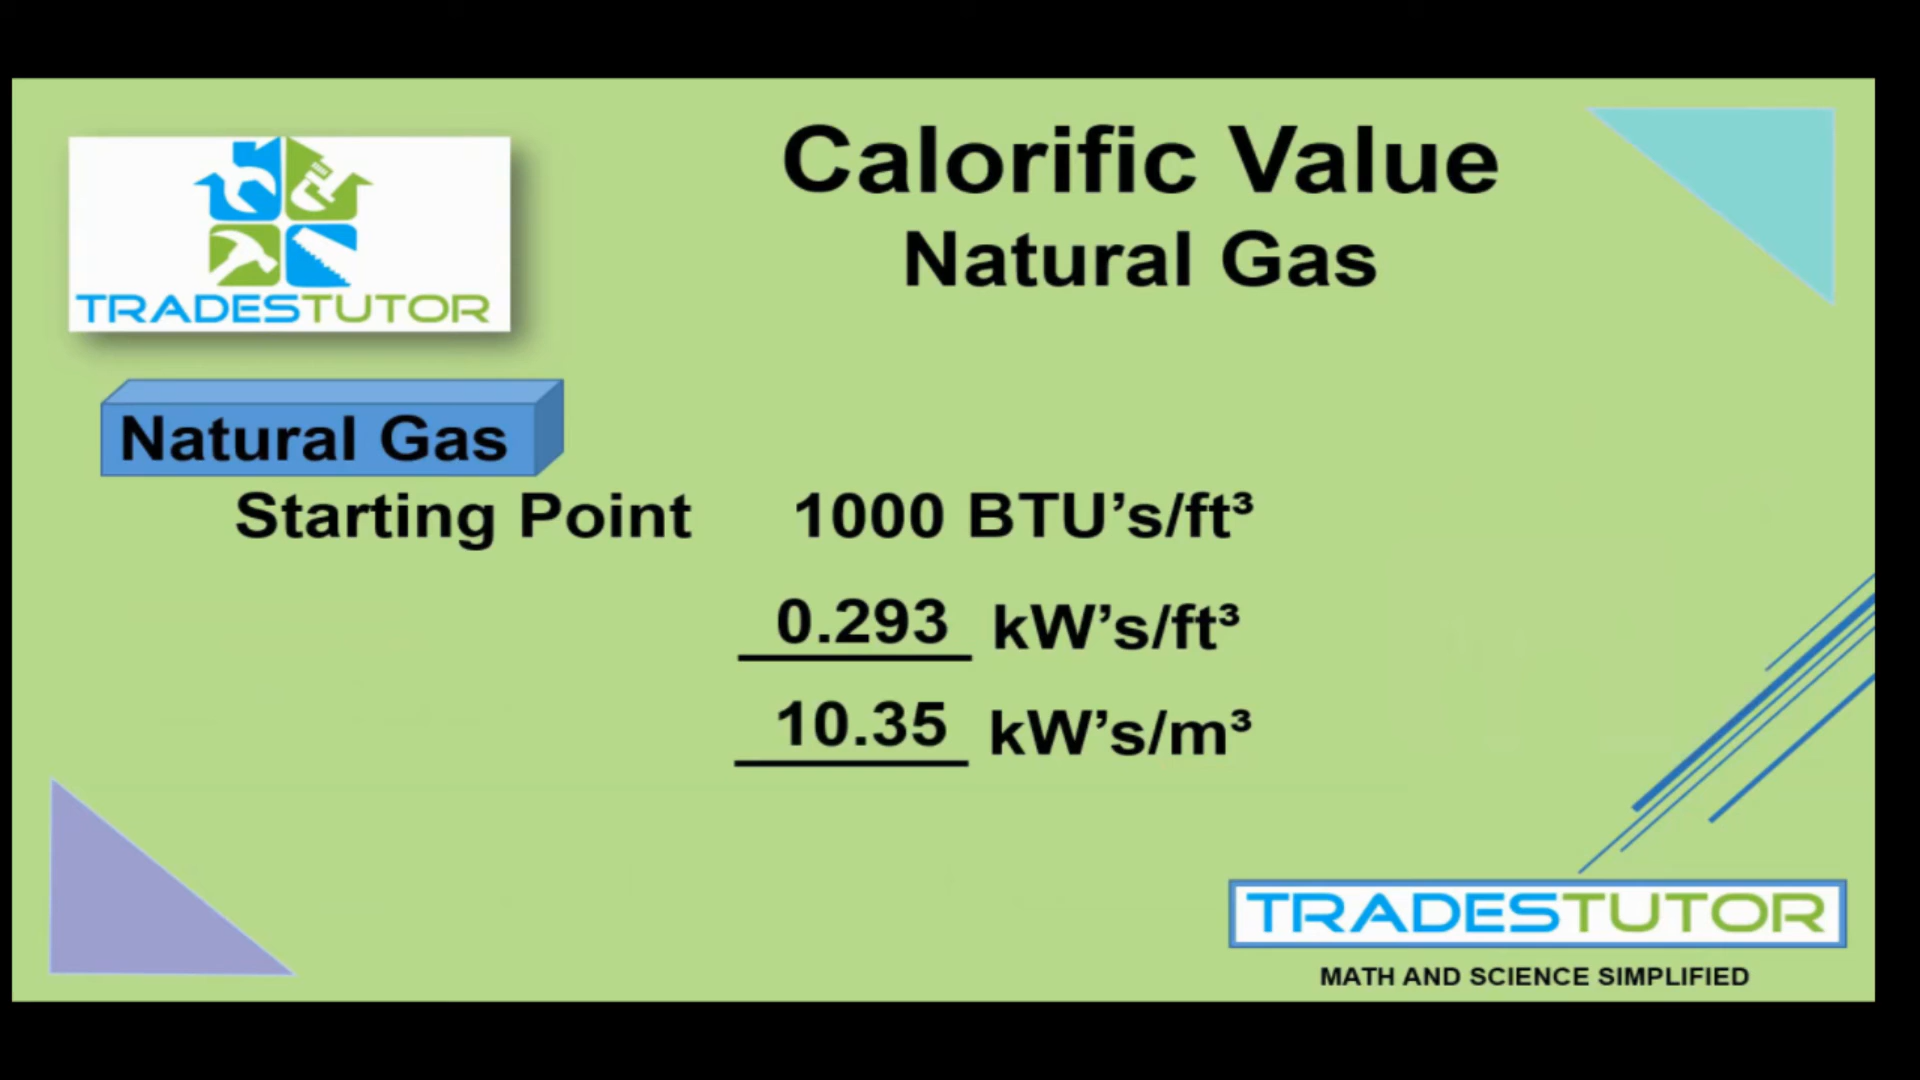 Calorific Value
Natural Gas
TRADESTUTOR
Natural Gas
Starting Point 1000 BTU’s/ft³
0.293 kW’s/ft³
10.35 kW’s/m³
TRADESTUTOR
MATH AND SCIENCE SIMPLIFIED